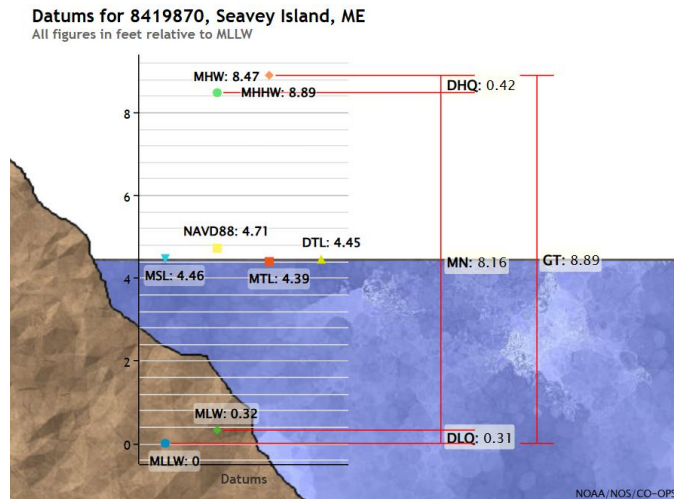 Datums for 8419870, Seavey Island, ME
All figures in feet relative to MLLW
MHW: 8.47
DHQ: 0.42
MHHW: 8.89
8
6
NAVD88: 4.71
DTL: 4.45
MN: 8.16
GT: 8.89
MSL: 4.46
MTL: 4.39
4
2
MLW: 0.32
DLQ: 0.31
0
MLLW: 0
Datums
NOAA/NOS/CO-OPS